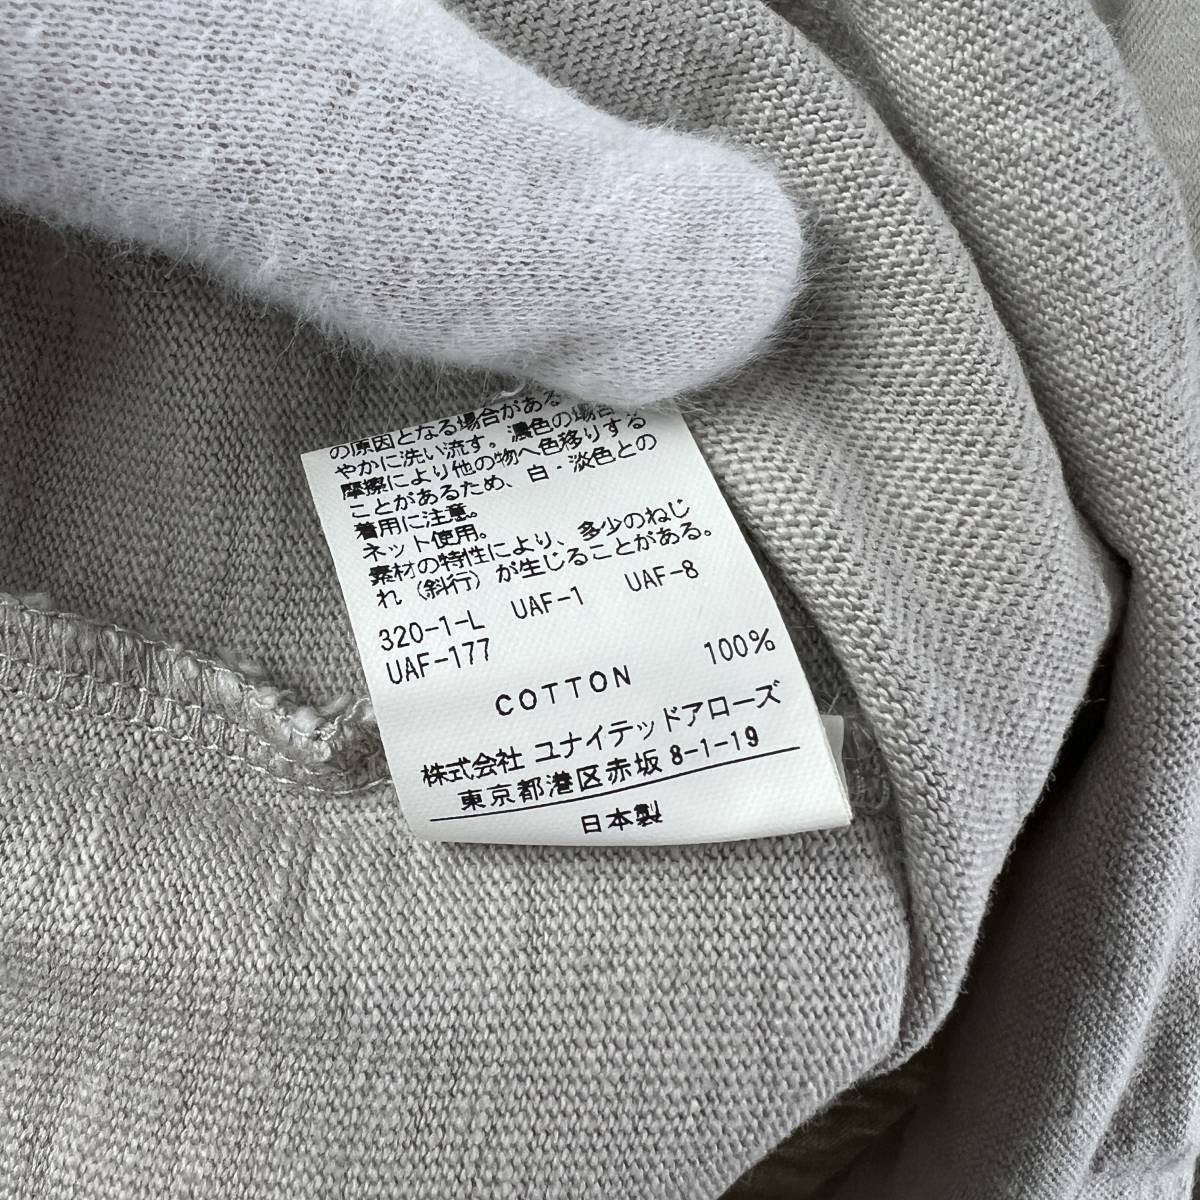 の原因となる場合がある
やかに洗い流す。濃色の場合
摩擦により他の物へ色移りする
ことがあるため、白・淡色との
着用に注意。
ネット使用。
素材の特性により、多少のねじ
れ（斜行）が生じることがある。
320-1-L UAF-1 UAF-8
UAF-177
COTTON 100%
株式会社 ユナイテッドアローズ
東京都港区赤坂 8-1-19
日本製